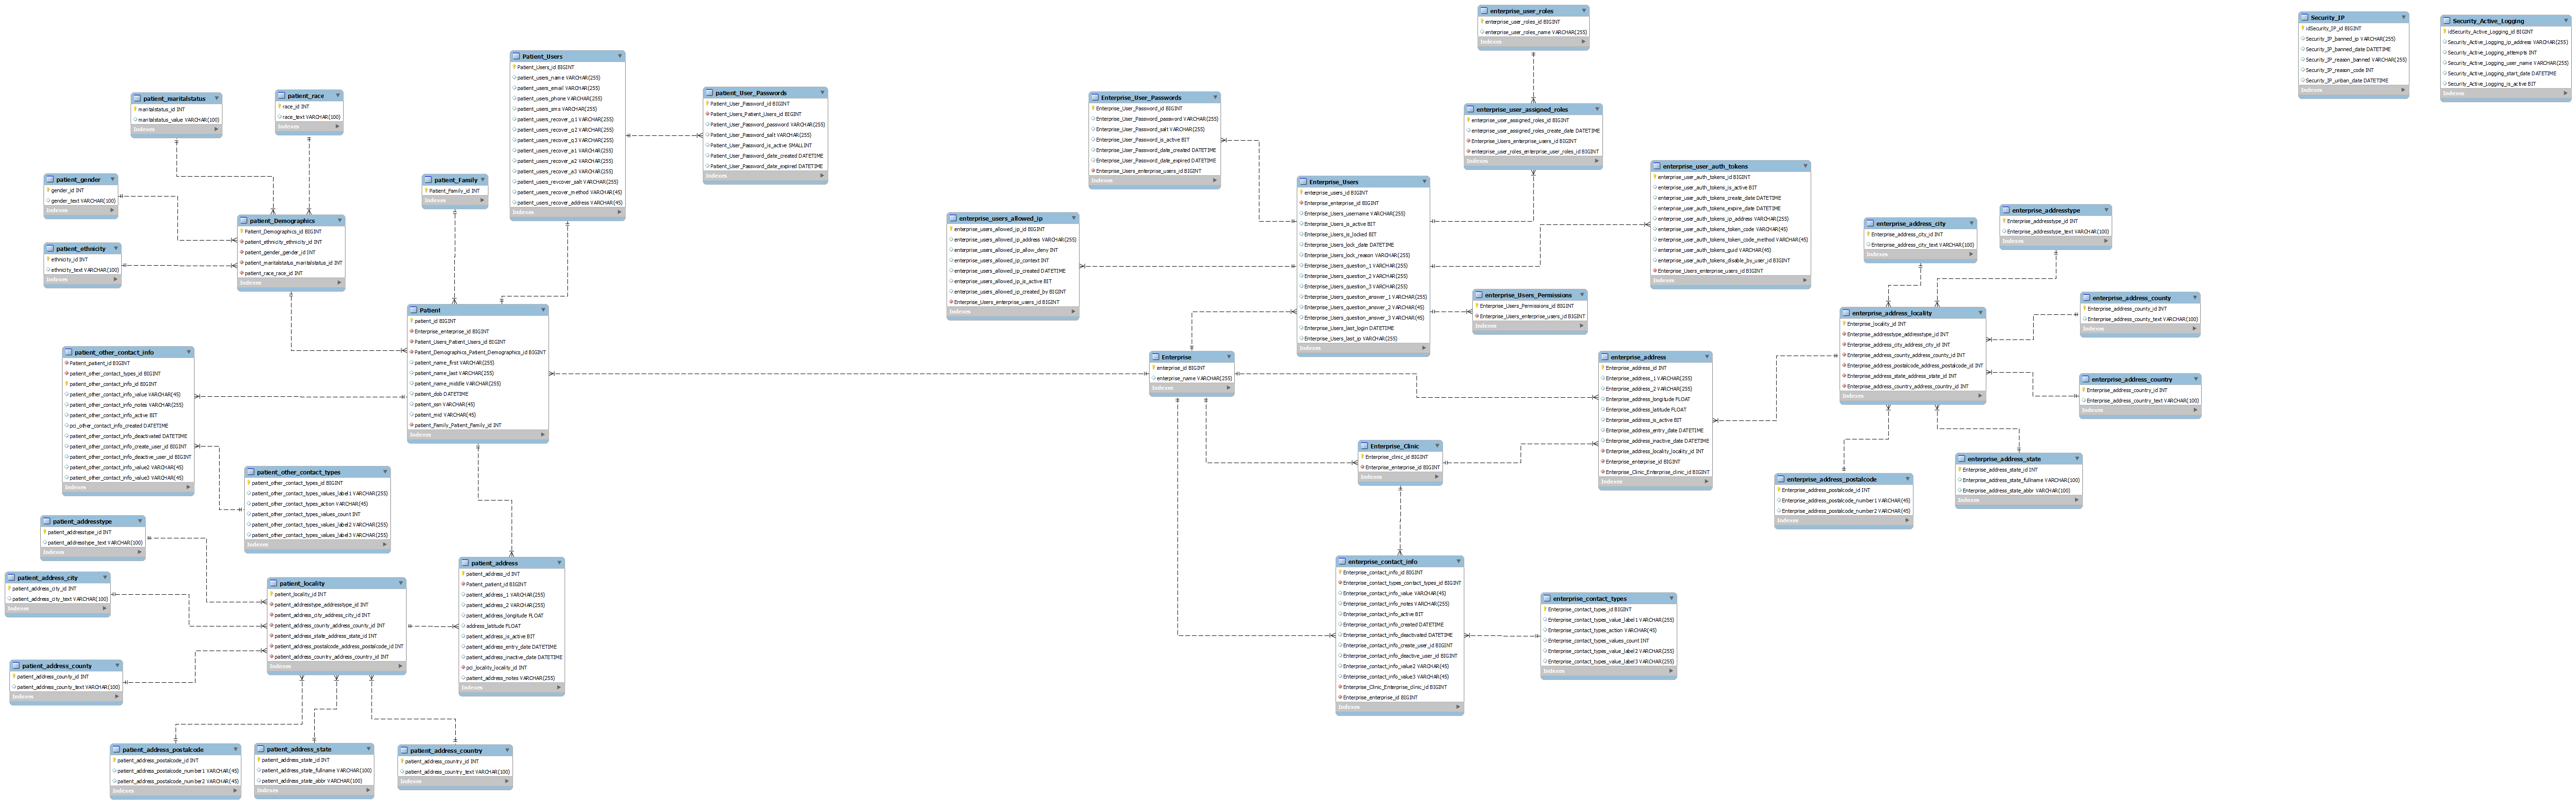 enterprise_user_roles
enterprise_user_roles_id BIGINT
enterprise_user_roles_name VARCHAR(255)
Indexes
Security_IP
idSecurity_IP_id BIGINT
Security_IP_banned_ip VARCHAR(255)
Security_IP_banned_date DATETIME
Security_IP_reason_banned VARCHAR(255)
Security_IP_reason_code INT
Security_IP_unban_date DATETIME
Indexes
Security_Active_Logging
idSecurity_Active_Logging_id BIGINT
Security_Active_Logging_ip_address VARCHAR(255)
Security_Active_Logging_attempts INT
Security_Active_Logging_user_name VARCHAR(255)
Security_Active_Logging_start_date DATETIME
Security_Active_Logging_is_active BIT
Indexes
Patient_Users
Patient_Users_id BIGINT
patient_users_name VARCHAR(255)
patient_users_email VARCHAR(255)
patient_users_phone VARCHAR(255)
patient_users_sms VARCHAR(255)
patient_users_recover_q1 VARCHAR(255)
patient_users_recover_q2 VARCHAR(255)
patient_users_recover_q3 VARCHAR(255)
patient_users_recover_a1 VARCHAR(255)
patient_users_recover_a2 VARCHAR(255)
patient_users_recover_a3 VARCHAR(255)
patient_users_revcover_salt VARCHAR(255)
patient_users_recover_method VARCHAR(45)
patient_users_recover_address VARCHAR(45)
Indexes
patient_maritalstatus
maritalstatus_id INT
maritalstatus_value VARCHAR(100)
Indexes
patient_race
race_id INT
race_text VARCHAR(100)
Indexes
patient_User_Passwords
Patient_User_Password_id BIGINT
Patient_Users_Patient_Users_id BIGINT
Patient_User_Password_password VARCHAR(255)
Patient_User_Password_salt VARCHAR(255)
Patient_User_Password_is_active SMALLINT
Patient_User_Password_date_created DATETIME
Patient_User_Password_date_expired DATETIME
Indexes
Enterprise_User_Passwords
Enterprise_User_Password_id BIGINT
Enterprise_User_Password_password VARCHAR(255)
Enterprise_User_Password_salt VARCHAR(255)
Enterprise_User_Password_is_active BIT
Enterprise_User_Password_date_created DATETIME
Enterprise_User_Password_date_expired DATETIME
Enterprise_Users_enterprise_users_id BIGINT
Indexes
enterprise_user_assigned_roles
enterprise_user_assigned_roles_id BIGINT
enterprise_user_assigned_roles_create_date DATETIME
Enterprise_Users_enterprise_users_id BIGINT
enterprise_user_roles_enterprise_user_roles_id BIGINT
Indexes
enterprise_user_auth_tokens
enterprise_user_auth_tokens_id BIGINT
enterprise_user_auth_tokens_is_active BIT
enterprise_user_auth_tokens_create_date DATETIME
enterprise_user_auth_tokens_expire_date DATETIME
enterprise_user_auth_tokens_ip_address VARCHAR(255)
enterprise_user_auth_tokens_token_code VARCHAR(45)
enterprise_user_auth_tokens_token_code_method VARCHAR(45)
enterprise_user_auth_tokens_guid VARCHAR(45)
enterprise_user_auth_tokens_disable_by_user_id BIGINT
Enterprise_Users_enterprise_users_id BIGINT
Indexes
patient_gender
gender_id INT
gender_text VARCHAR(100)
Indexes
patient_Family
Patient_Family_id INT
Indexes
Enterprise_Users
enterprise_users_id BIGINT
Enterprise_enterprise_id BIGINT
Enterprise_Users_username VARCHAR(255)
Enterprise_Users_is_active BIT
Enterprise_Users_is_locked BIT
Enterprise_Users_lock_date DATETIME
Enterprise_Users_lock_reason VARCHAR(255)
Enterprise_Users_question_1 VARCHAR(255)
Enterprise_Users_question_2 VARCHAR(255)
Enterprise_Users_question_3 VARCHAR(255)
Enterprise_Users_question_answer_1 VARCHAR(255)
Enterprise_Users_question_answer_2 VARCHAR(45)
Enterprise_Users_question_answer_3 VARCHAR(45)
Enterprise_Users_last_login DATETIME
Enterprise_Users_last_ip VARCHAR(255)
Indexes
patient_Demographics
Patient_Demographics_id BIGINT
patient_ethnicity_ethnicity_id INT
patient_gender_gender_id INT
patient_maritalstatus_maritalstatus_id INT
patient_race_race_id INT
Indexes
enterprise_users_allowed_ip
enterprise_users_allowed_ip_id BIGINT
enterprise_users_allowed_ip_address VARCHAR(255)
enterprise_users_allowed_ip_allow_deny INT
enterprise_users_allowed_ip_context INT
enterprise_users_allowed_ip_created DATETIME
enterprise_users_allowed_ip_is_active BIT
enterprise_users_allowed_ip_created_by BIGINT
Enterprise_Users_enterprise_users_id BIGINT
Indexes
enterprise_address_city
Enterprise_address_city_id INT
Enterprise_address_city_text VARCHAR(100)
Indexes
enterprise_addresstype
Enterprise_addresstype_id INT
Enterprise_addresstype_text VARCHAR(100)
Indexes
patient_ethnicity
ethnicity_id INT
ethnicity_text VARCHAR(100)
Indexes
Patient
patient_id BIGINT
Enterprise_enterprise_id BIGINT
Patient_Users_Patient_Users_id BIGINT
Patient_Demographics_Patient_Demographics_id BIGINT
patient_name_first VARCHAR(255)
patient_name_last VARCHAR(255)
patient_name_middle VARCHAR(255)
patient_dob DATETIME
patient_ssn VARCHAR(45)
patient_mid VARCHAR(45)
patient_Family_Patient_Family_id INT
Indexes
enterprise_Users_Permissions
Enterprise_Users_Permissions_id BIGINT
Enterprise_Users_enterprise_users_id BIGINT
Indexes
enterprise_address_locality
Enterprise_locality_id INT
Enterprise_addresstype_addresstype_id INT
Enterprise_address_city_address_city_id INT
Enterprise_address_county_address_county_id INT
Enterprise_address_postalcode_address_postalcode_id INT
Enterprise_address_state_address_state_id INT
Enterprise_address_country_address_country_id INT
Indexes
enterprise_address_county
Enterprise_address_county_id INT
Enterprise_address_county_text VARCHAR(100)
Indexes
patient_other_contact_info
Patient_patient_id BIGINT
patient_other_contact_types_id BIGINT
patient_other_contact_info_id BIGINT
patient_other_contact_info_value VARCHAR(45)
patient_other_contact_info_notes VARCHAR(255)
patient_other_contact_info_active BIT
pci_other_contact_info_created DATETIME
patient_other_contact_info_deactivated DATETIME
patient_other_contact_info_create_user_id BIGINT
patient_other_contact_info_deactive_user_id BIGINT
patient_other_contact_info_value2 VARCHAR(45)
patient_other_contact_info_value3 VARCHAR(45)
Indexes
Enterprise
enterprise_id BIGINT
enterprise_name VARCHAR(255)
Indexes
enterprise_address
Enterprise_address_id INT
Enterprise_address_1 VARCHAR(255)
Enterprise_address_2 VARCHAR(255)
Enterprise_address_longitude FLOAT
Enterprise_address_latitude FLOAT
Enterprise_address_is_active BIT
Enterprise_address_entry_date DATETIME
Enterprise_address_inactive_date DATETIME
Enterprise_address_locality_locality_id INT
Enterprise_enterprise_id BIGINT
Enterprise_Clinic_Enterprise_clinic_id BIGINT
Indexes
enterprise_address_country
Enterprise_address_country_id INT
Enterprise_address_country_text VARCHAR(100)
Indexes
Enterprise_Clinic
Enterprise_clinic_id BIGINT
Enterprise_enterprise_id BIGINT
Indexes
enterprise_address_state
Enterprise_address_state_id INT
Enterprise_address_state_fullname VARCHAR(100)
Enterprise_address_state_abbr VARCHAR(100)
Indexes
patient_other_contact_types
patient_other_contact_types_id BIGINT
patient_other_contact_types_values_label1 VARCHAR(255)
patient_other_contact_types_action VARCHAR(45)
patient_other_contact_types_values_count INT
patient_other_contact_types_values_label2 VARCHAR(255)
patient_other_contact_types_values_label3 VARCHAR(255)
Indexes
enterprise_address_postalcode
Enterprise_address_postalcode_id INT
Enterprise_address_postalcode_number1 VARCHAR(45)
Enterprise_address_postalcode_number2 VARCHAR(45)
Indexes
patient_addresstype
patient_addresstype_id INT
patient_addresstype_text VARCHAR(100)
Indexes
patient_address
patient_address_id INT
Patient_patient_id BIGINT
patient_address_1 VARCHAR(255)
patient_address_2 VARCHAR(255)
patient_address_longitude FLOAT
address_latitude FLOAT
patient_address_is_active BIT
patient_address_entry_date DATETIME
patient_address_inactive_date DATETIME
pci_locality_locality_id INT
patient_address_notes VARCHAR(255)
Indexes
enterprise_contact_info
Enterprise_contact_info_id BIGINT
Enterprise_contact_types_contact_types_id BIGINT
Enterprise_contact_info_value VARCHAR(45)
Enterprise_contact_info_notes VARCHAR(255)
Enterprise_contact_info_active BIT
Enterprise_contact_info_created DATETIME
Enterprise_contact_info_deactivated DATETIME
Enterprise_contact_info_create_user_id BIGINT
Enterprise_contact_info_deactive_user_id BIGINT
Enterprise_contact_info_value2 VARCHAR(45)
Enterprise_contact_info_value3 VARCHAR(45)
Enterprise_Clinic_Enterprise_clinic_id BIGINT
Enterprise_enterprise_id BIGINT
Indexes
patient_address_city
patient_address_city_id INT
patient_address_city_text VARCHAR(100)
Indexes
patient_locality
patient_locality_id INT
patient_addresstype_addresstype_id INT
patient_address_city_address_city_id INT
patient_address_county_address_county_id INT
patient_address_state_address_state_id INT
patient_address_postalcode_address_postalcode_id INT
patient_address_country_address_country_id INT
Indexes
enterprise_contact_types
Enterprise_contact_types_id BIGINT
Enterprise_contact_types_value_label1 VARCHAR(255)
Enterprise_contact_types_action VARCHAR(45)
Enterprise_contact_types_values_count INT
Enterprise_contact_types_value_label2 VARCHAR(255)
Enterprise_contact_types_value_label3 VARCHAR(255)
Indexes
patient_address_county
patient_address_county_id INT
patient_address_county_text VARCHAR(100)
Indexes
patient_address_postalcode
patient_address_postalcode_id INT
patient_address_postalcode_number1 VARCHAR(45)
patient_address_postalcode_number2 VARCHAR(45)
Indexes
patient_address_state
patient_address_state_id INT
patient_address_state_fullname VARCHAR(100)
patient_address_state_abbr VARCHAR(100)
Indexes
patient_address_country
patient_address_country_id INT
patient_address_country_text VARCHAR(100)
Indexes